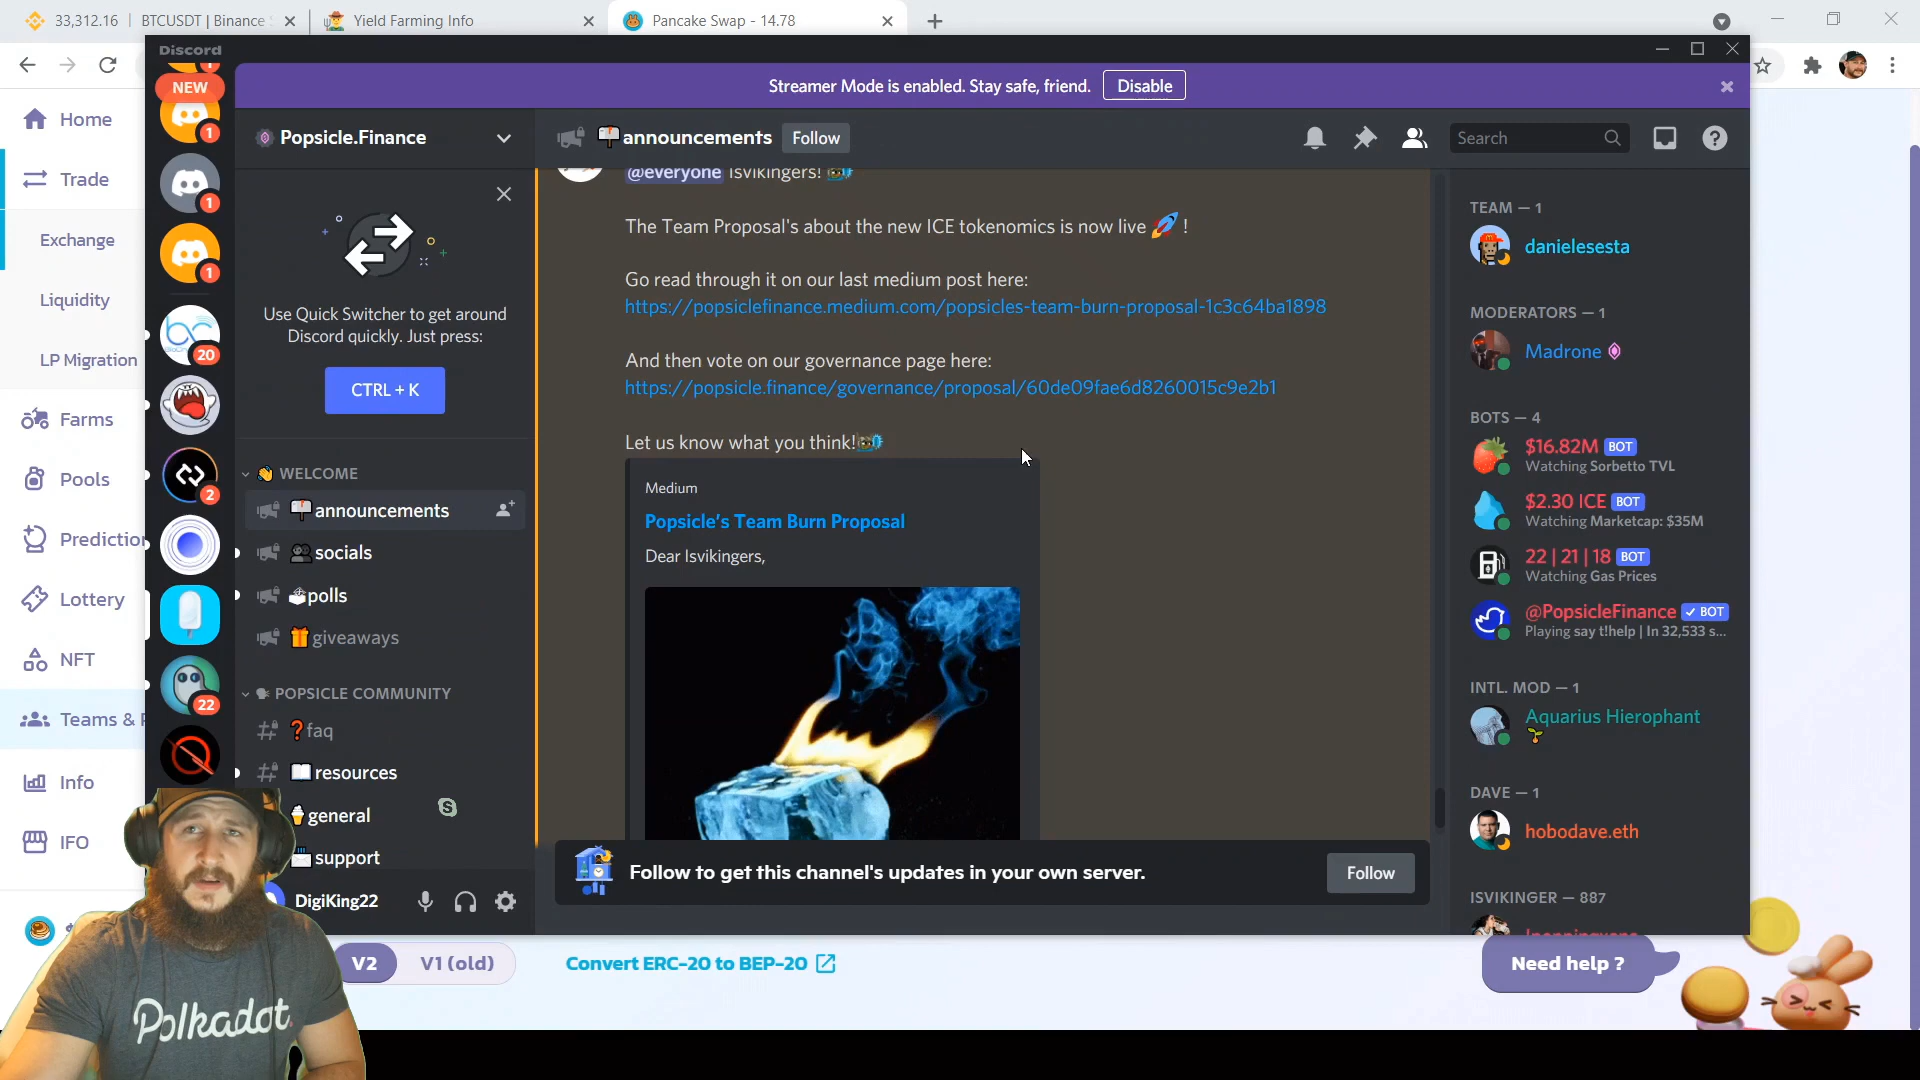 33,312.16 | BTCUSDT | Binance
Yield Farming Info
Pancake Swap - 14.78
Discord
Streamer Mode is enabled. Stay safe, friend.
Disable
NEW
1
1
1
1
20
2
22
Home
Trade
Exchange
Liquidity
LP Migration
Farms
Pools
Prediction
Lottery
NFT
Teams & P
Info
IFO
Popsicle.Finance
Use Quick Switcher to get around
Discord quickly. Just press:
CTRL + K
WELCOME
announcements
socials
polls
giveaways
POPSICLE COMMUNITY
faq
resources
general
support
DigiKing22
announcements
Follow
Search
@everyone Isvikingers!
The Team Proposal's about the new ICE tokenomics is now live !
Go read through it on our last medium post here:
https://popsiclefinance.medium.com/popsicles-team-burn-proposal-1c3c64ba1898
And then vote on our governance page here:
https://popsicle.finance/governance/proposal/60de09fae6d8260015c9e2b1
Let us know what you think!
Medium
Popsicle's Team Burn Proposal
Dear Isvikingers,
Follow to get this channel's updates in your own server.
Follow
TEAM — 1
danielesesta
MODERATORS — 1
Madrone
BOTS — 4
$16.82M BOT
Watching Sorbetto TVL
$2.30 ICE BOT
Watching Marketcap: $35M
22 | 21 | 18 BOT
Watching Gas Prices
@PopsicleFinance BOT
Playing say t!help | In 32,533 s...
INTL. MOD — 1
Aquarius Hierophant
DAVE — 1
hobodave.eth
ISVIKINGER — 887
V2
V1 (old)
Convert ERC-20 to BEP-20
Need help ?
Polkadot.